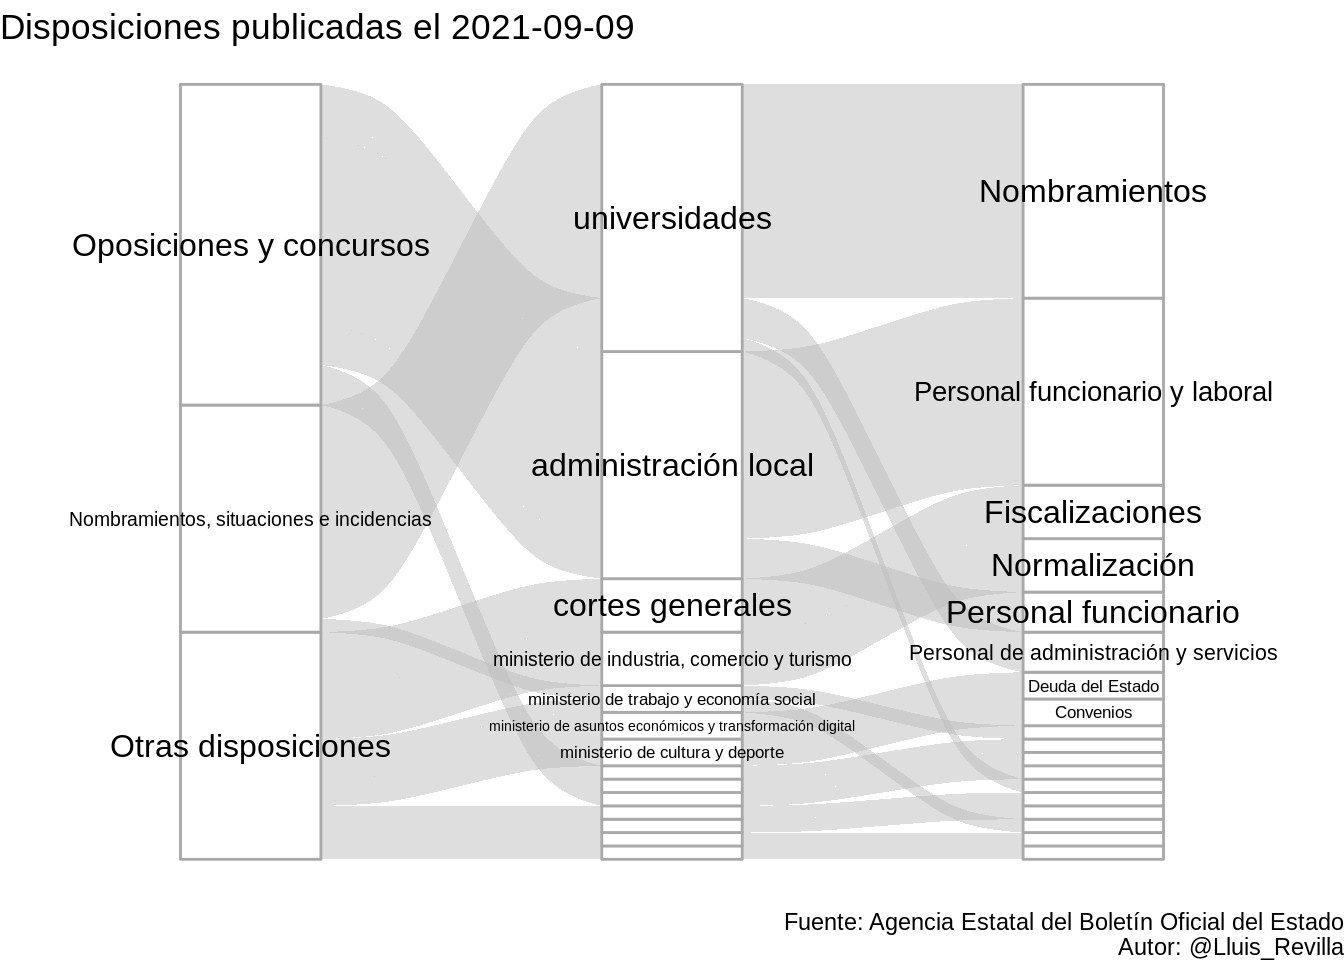 Disposiciones publicadas el 2021-09-09
Oposiciones y concursos
Nombramientos, situaciones e incidencias
Otras disposiciones
universidades
administración local
cortes generales
ministerio de industria, comercio y turismo
ministerio de trabajo y economía social
ministerio de asuntos económicos y transformación digital
ministerio de cultura y deporte
Nombramientos
Personal funcionario y laboral
Fiscalizaciones
Normalización
Personal funcionario
Personal de administración y servicios
Deuda del Estado
Convenios
Fuente: Agencia Estatal del Boletín Oficial del Estado
Autor: @Lluis_Revilla